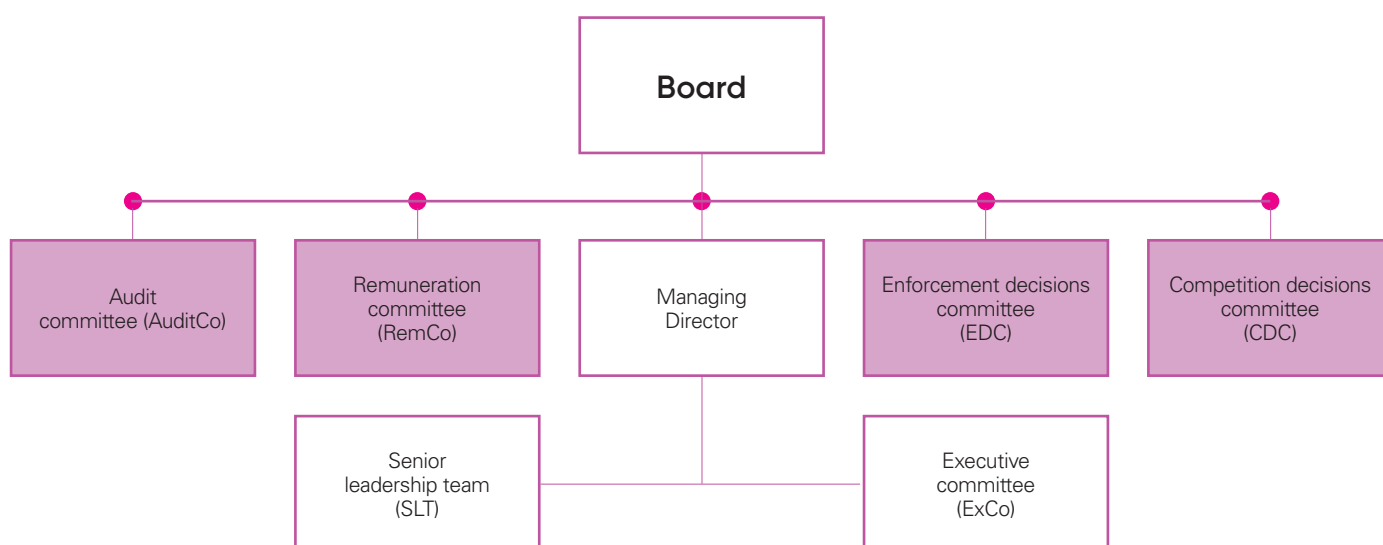 Board
Audit
committee (AuditCo)
Remuneration
committee
(RemCo)
Managing
Director
Enforcement decisions
committee
(EDC)
Competition decisions
committee
(CDC)
Senior
leadership team
(SLT)
Executive
committee
(ExCo)